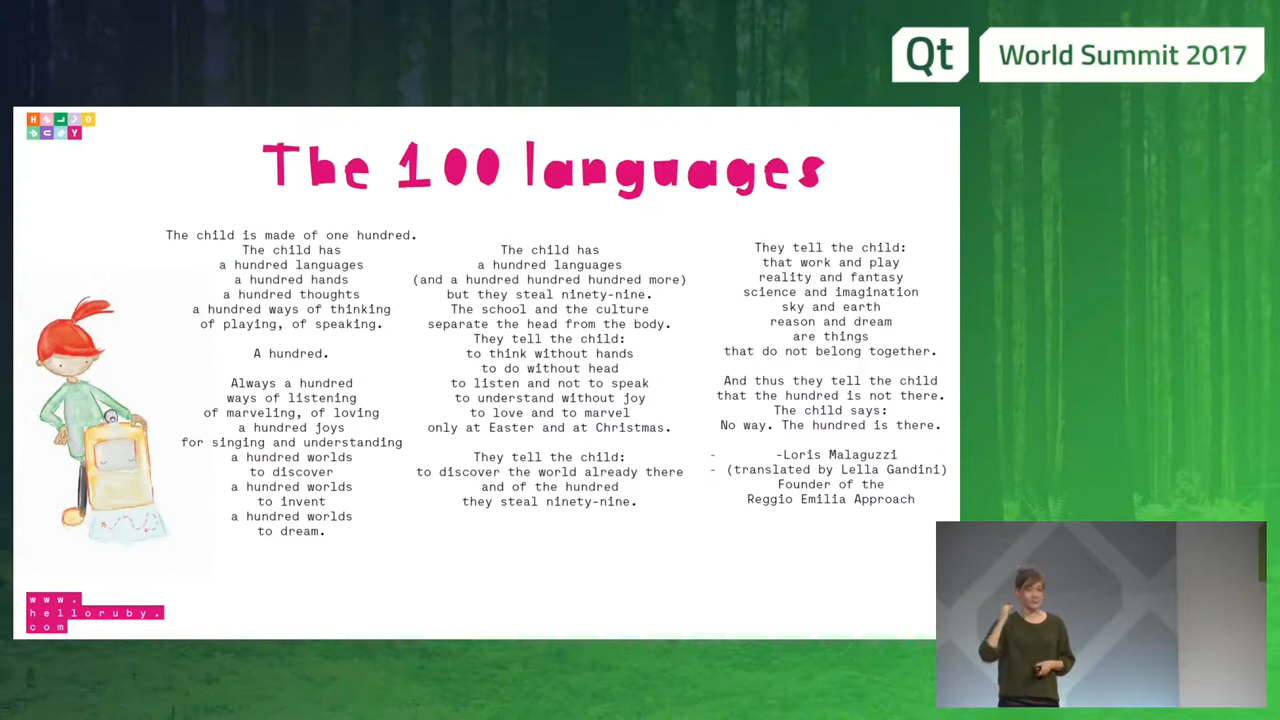 Qt
World Summit 2017
HELLO
RUBY
The 100 languages
The child is made of one hundred.
The child has
a hundred languages
a hundred hands
a hundred thoughts
a hundred ways of thinking
of playing, of speaking.
A hundred.
Always a hundred
ways of listening
of marveling, of loving
a hundred joys
for singing and understanding
a hundred worlds
to discover
a hundred worlds
to invent
a hundred worlds
to dream.
The child has
a hundred languages
(and a hundred hundred hundred more)
but they steal ninety-nine.
The school and the culture
separate the head from the body.
They tell the child:
to think without hands
to do without head
to listen and not to speak
to understand without joy
to love and to marvel
only at Easter and at Christmas.
They tell the child:
to discover the world already there
and of the hundred
they steal ninety-nine.
They tell the child:
that work and play
reality and fantasy
science and imagination
sky and earth
reason and dream
are things
that do not belong together.
And thus they tell the child
that the hundred is not there.
The child says:
No way. The hundred is there.
- -Loris Malaguzzi
- (translated by Lella Gandini)
Founder of the
Reggio Emilia Approach
www.
helloruby.
com